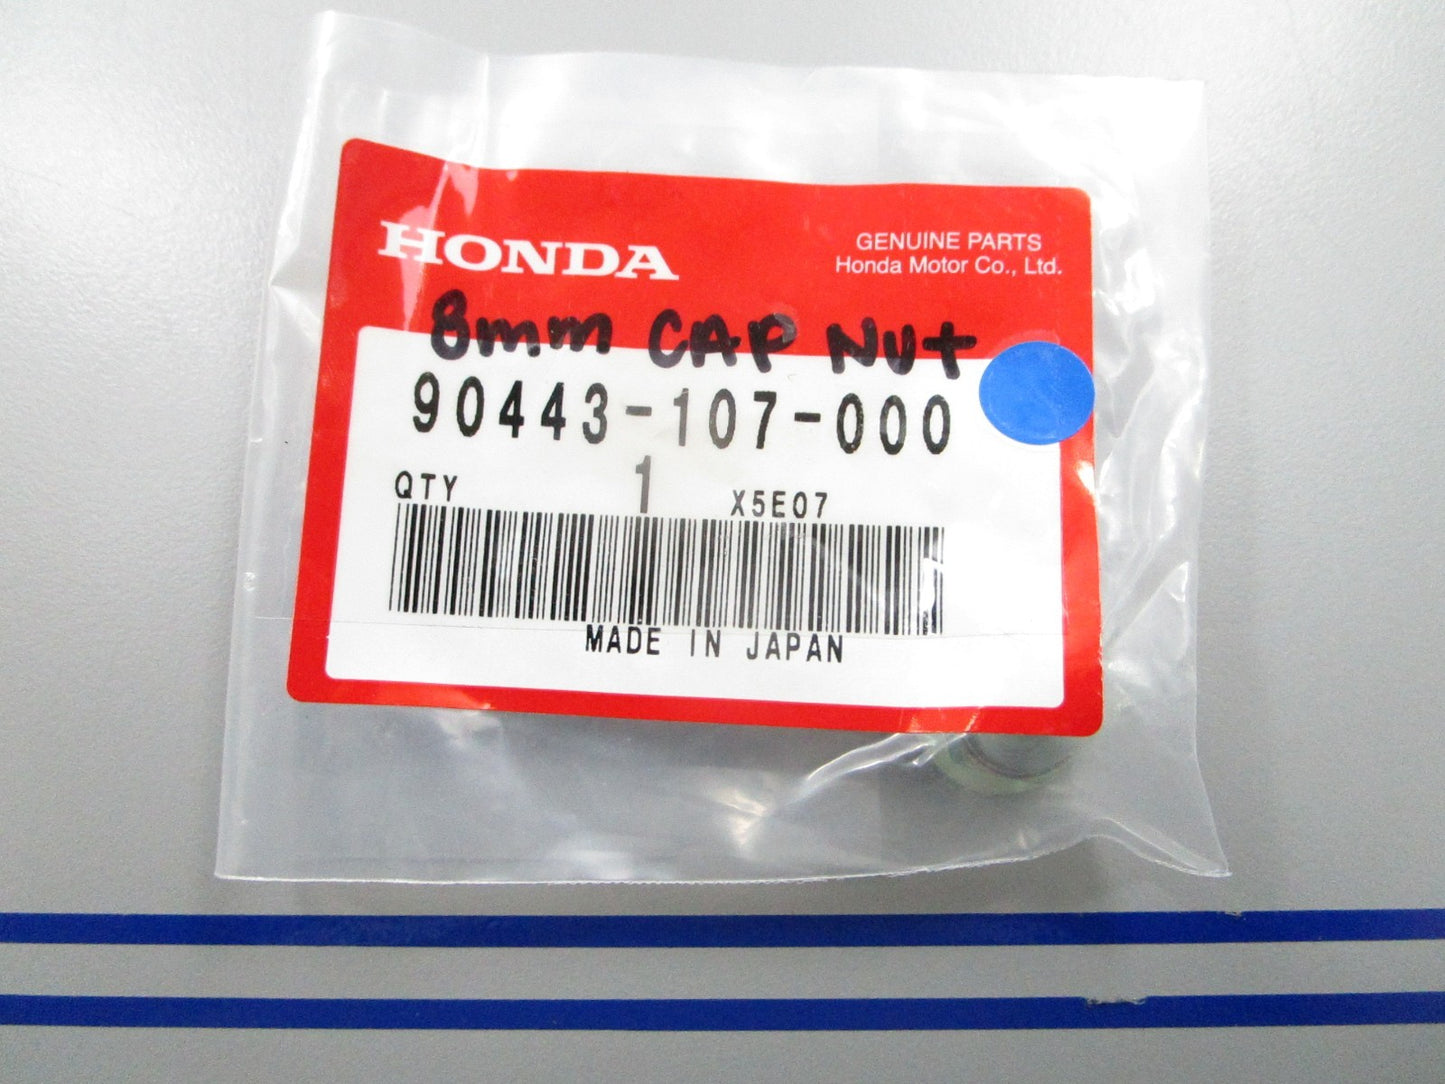 HONDA
GENUINE PARTS
Honda Motor Co., Ltd.
8mm CAP Nut
90443-107-000
QTY 1 X5E07
MADE IN JAPAN